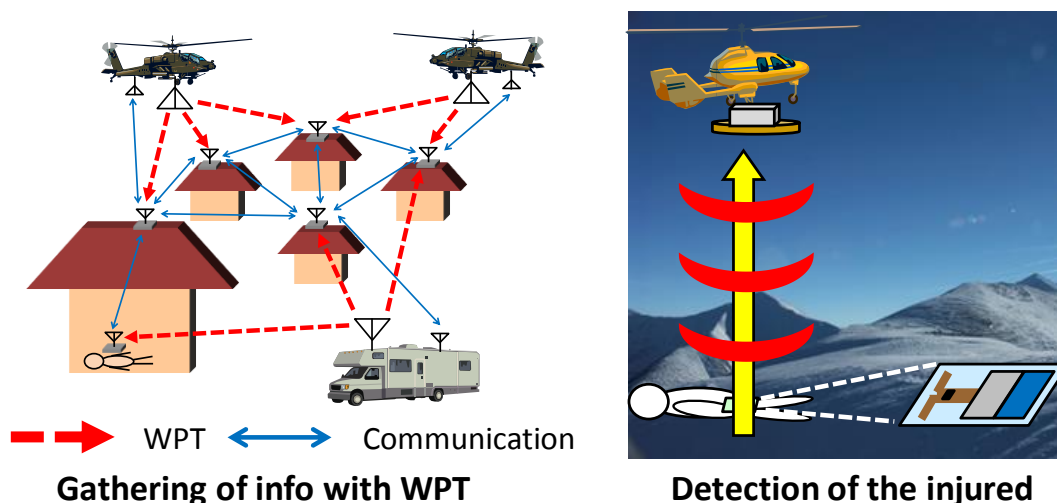 WPT
Communication
Gathering of info with WPT
Detection of the injured